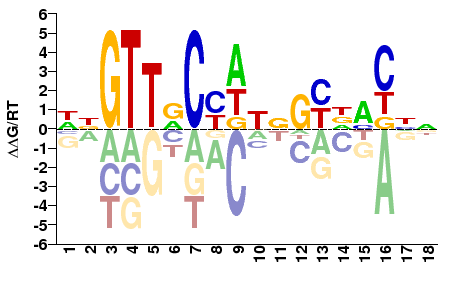 6
5
4
3
2
1
0
-1
-2
-3
-4
-5
-6
ΔΔG/RT
T A G
T G A
G A C T
T A C G
T G
G A C T
C A G T
C T G A
A T G C
T A C
G T
G A T C
C T A G
T G A C
A G T G
C T G A
T G A
A T
1 2 3 4 5 6 7 8 9 10 11 12 13 14 15 16 17 18